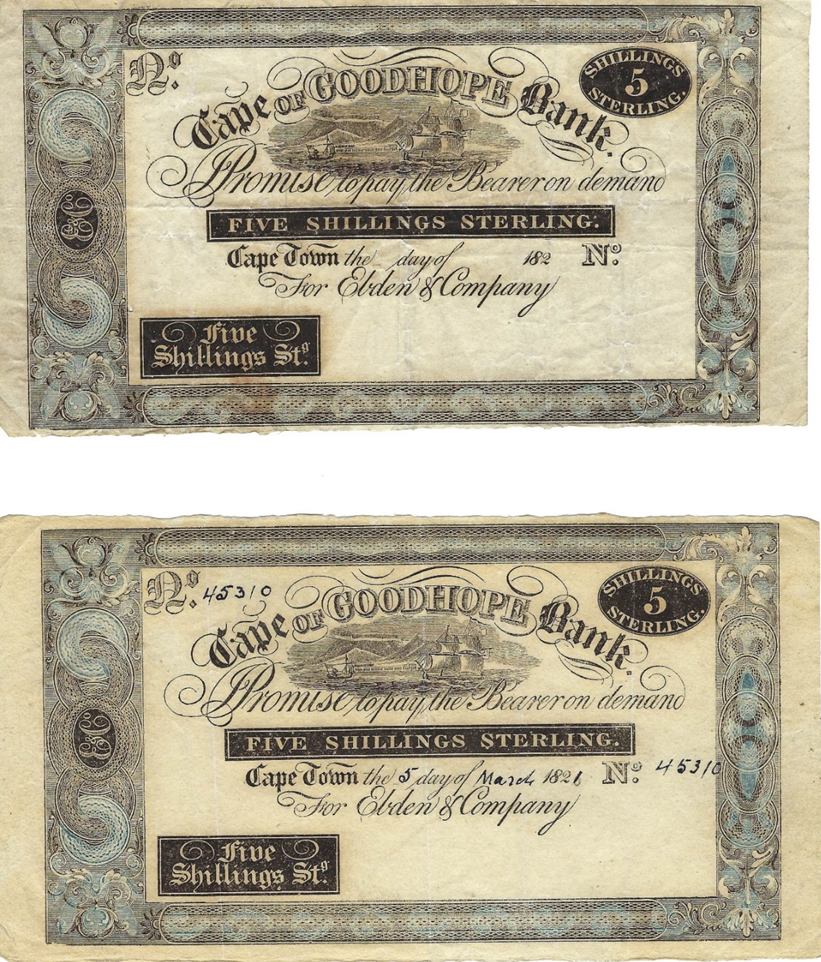 No.
SHILLINGS
5
STERLING.
Cape OF GOODHOPE Bank.
Promise to pay the Bearer on demand
FIVE SHILLINGS STERLING.
Cape Town the day of 182 No.
For Ebden & Company
Five
Shillings Stg.
No. 45310
SHILLINGS
5
STERLING.
Cape OF GOODHOPE Bank.
Promise to pay the Bearer on demand
FIVE SHILLINGS STERLING.
Cape Town the 5 day of March 1821 No. 45310
For Ebden & Company
Five
Shillings Stg.